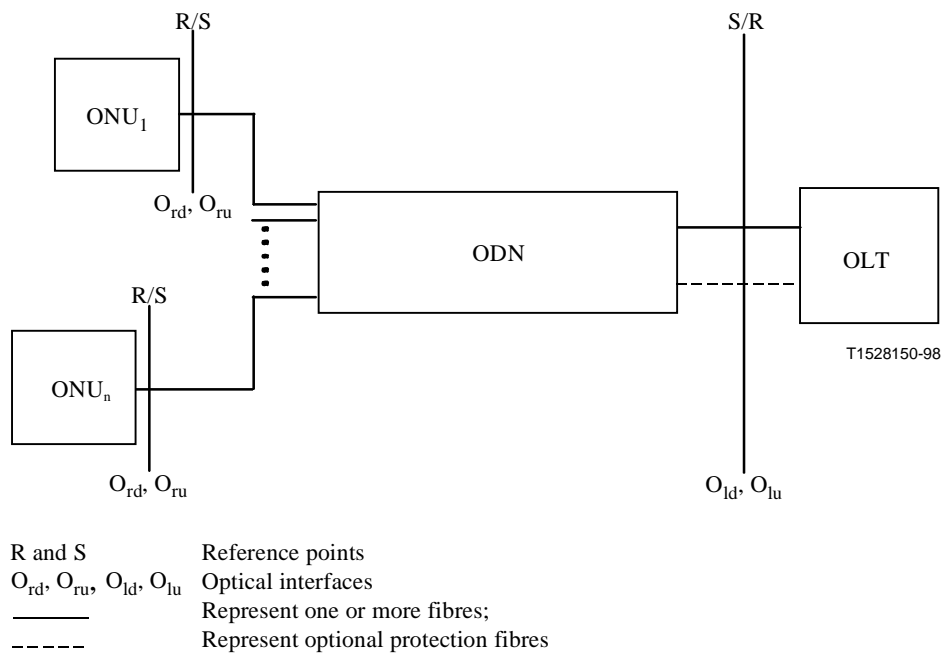 R/S
S/R
ONU1
Ord, Oru
ODN
OLT
R/S
T1528150-98
ONUn
Ord, Oru
Old, Olu
R and S Reference points
Ord, Oru, Old, Olu Optical interfaces
Represent one or more fibres;
Represent optional protection fibres